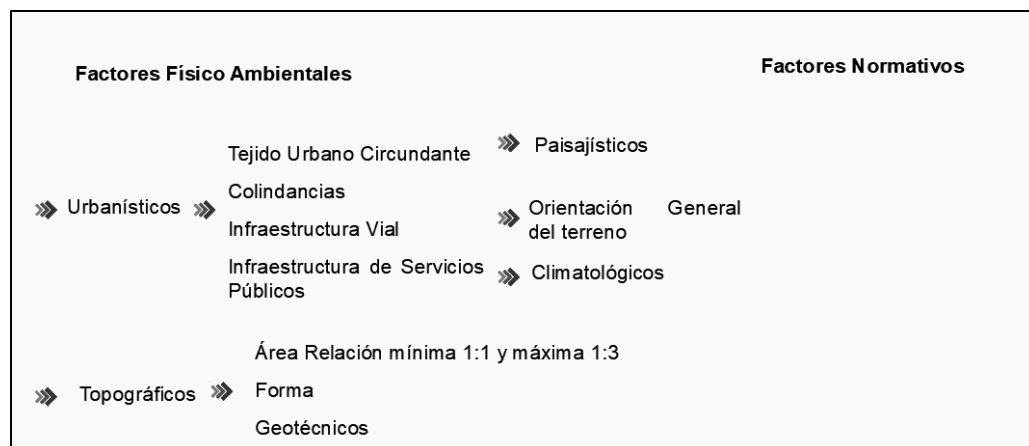 Factores Físico Ambientales
Factores Normativos
Urbanísticos
Tejido Urbano Circundante
Colindancias
Infraestructura Vial
Infraestructura de Servicios
Públicos
Paisajísticos
Orientación General
del terreno
Climatológicos
Topográficos
Área Relación mínima 1:1 y máxima 1:3
Forma
Geotécnicos